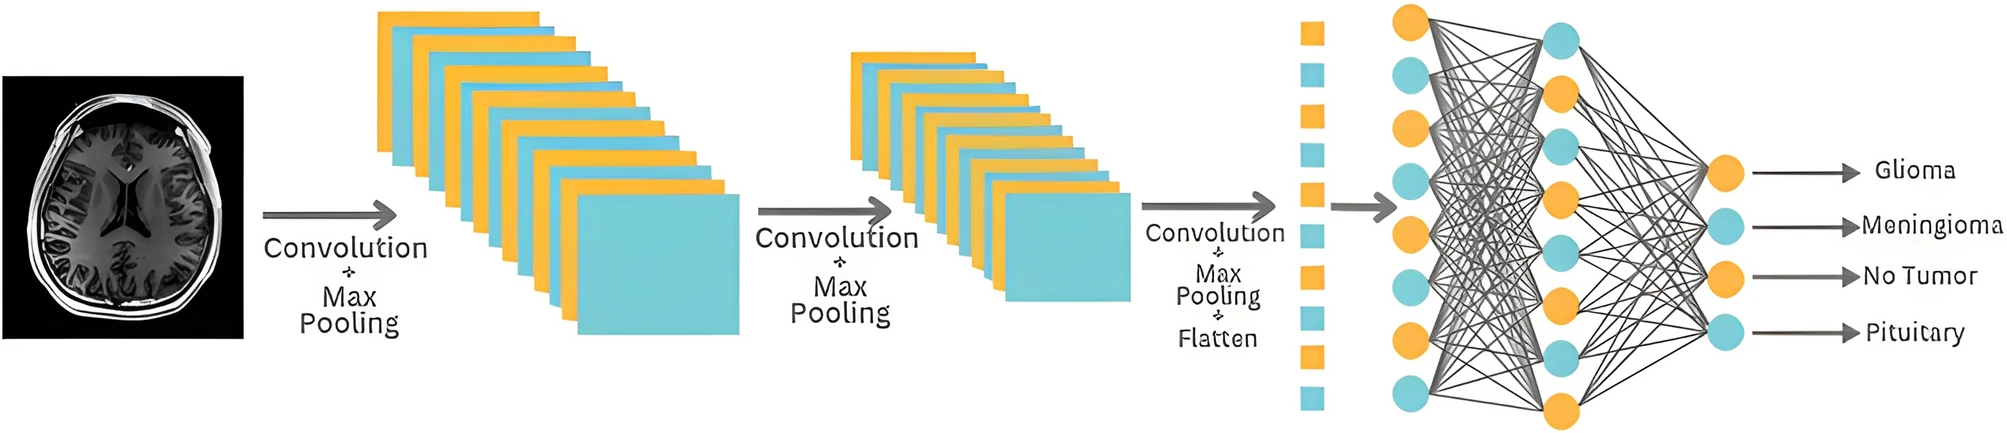 Convolution
+
Max
Pooling
Convolution
+
Max
Pooling
Convolution
+
Max
Pooling
+
Flatten
Glioma
Meningioma
No Tumor
Pituitary